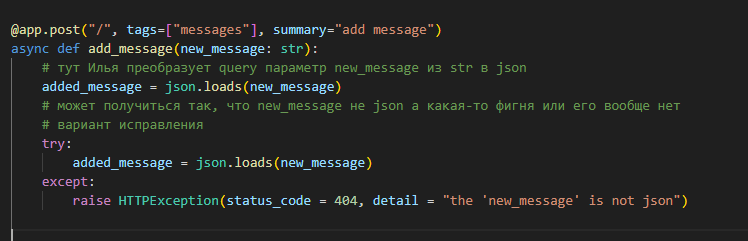 @app.post("/", tags=["messages"], summary="add message")
async def add_message(new_message: str):
    # тут Илья преобразует query параметр new_message из str в json
    added_message = json.loads(new_message)
    # может получиться так, что new_message не json а какая-то фигня или его вообще нет
    # вариант исправления
    try:
        added_message = json.loads(new_message)
    except:
        raise HTTPException(status_code = 404, detail = "the 'new_message' is not json")